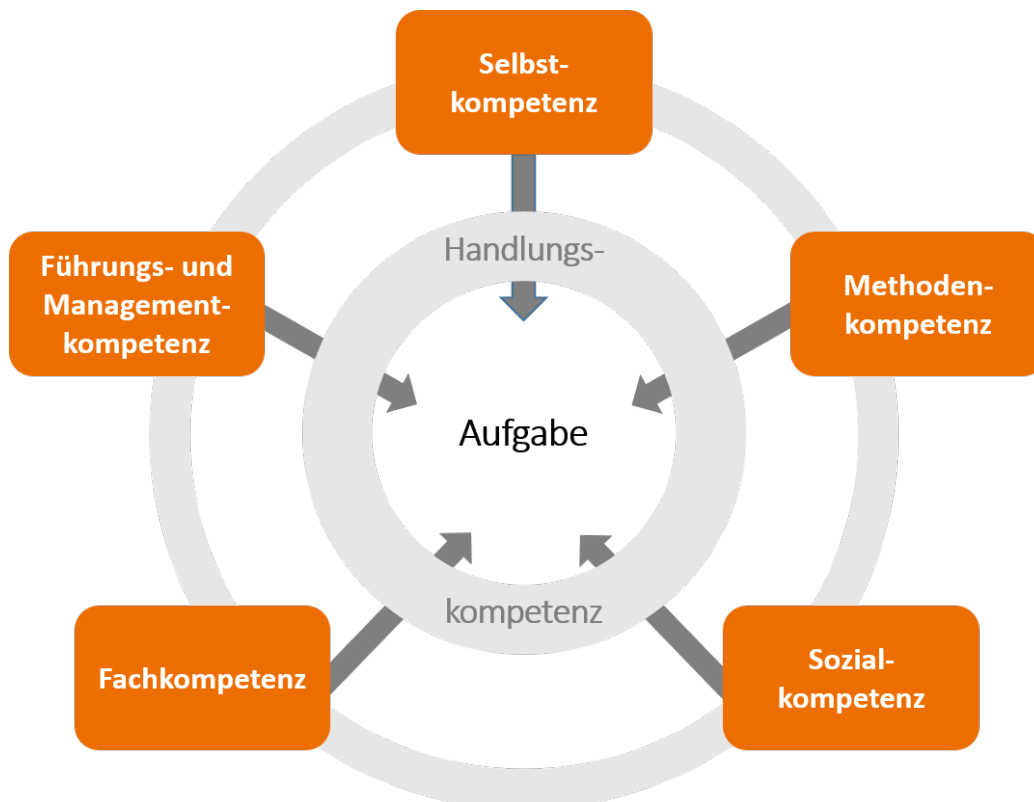 Selbst-
kompetenz
Führungs- und
Management-
kompetenz
Handlungs-
Methoden-
kompetenz
Aufgabe
kompetenz
Fachkompetenz
Sozial-
kompetenz